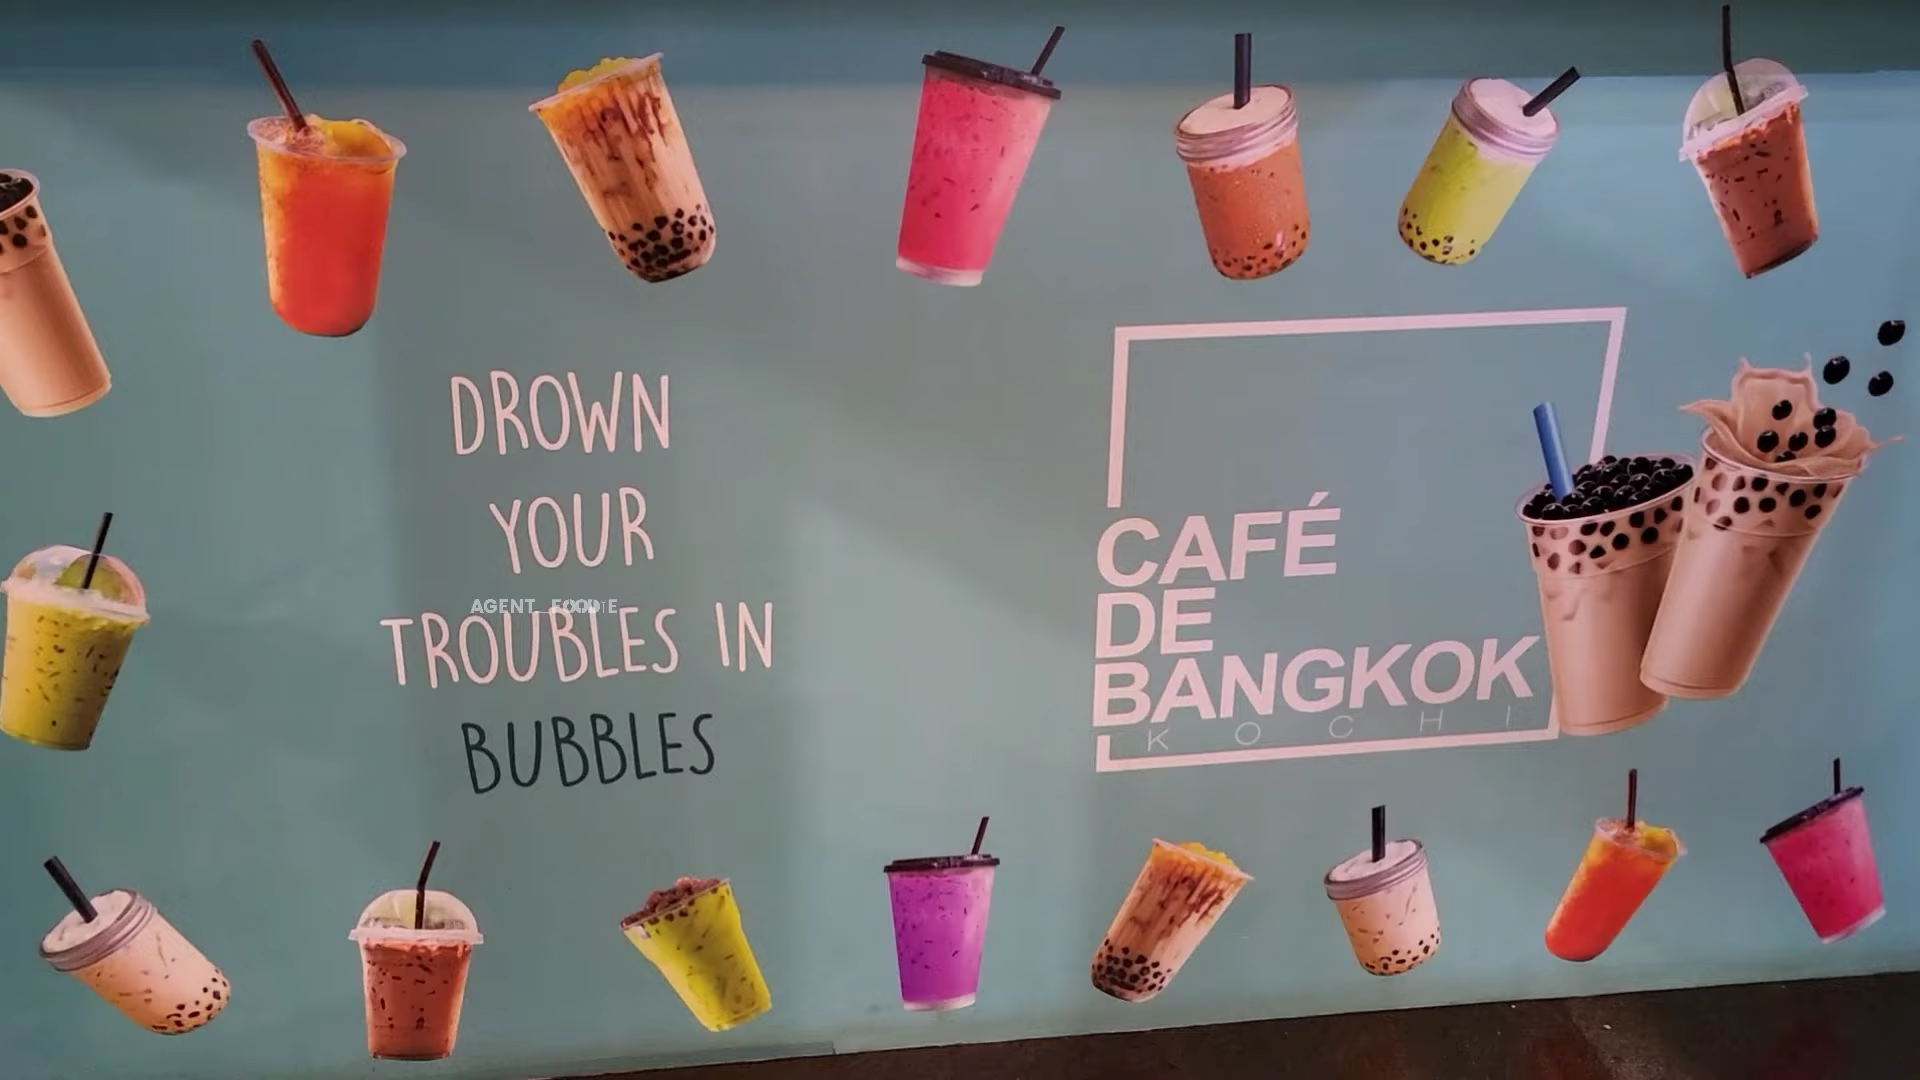 DROWN
YOUR
TROUBLES IN
BUBBLES
CAFÉ
DE
BANGKOK
KOCHI